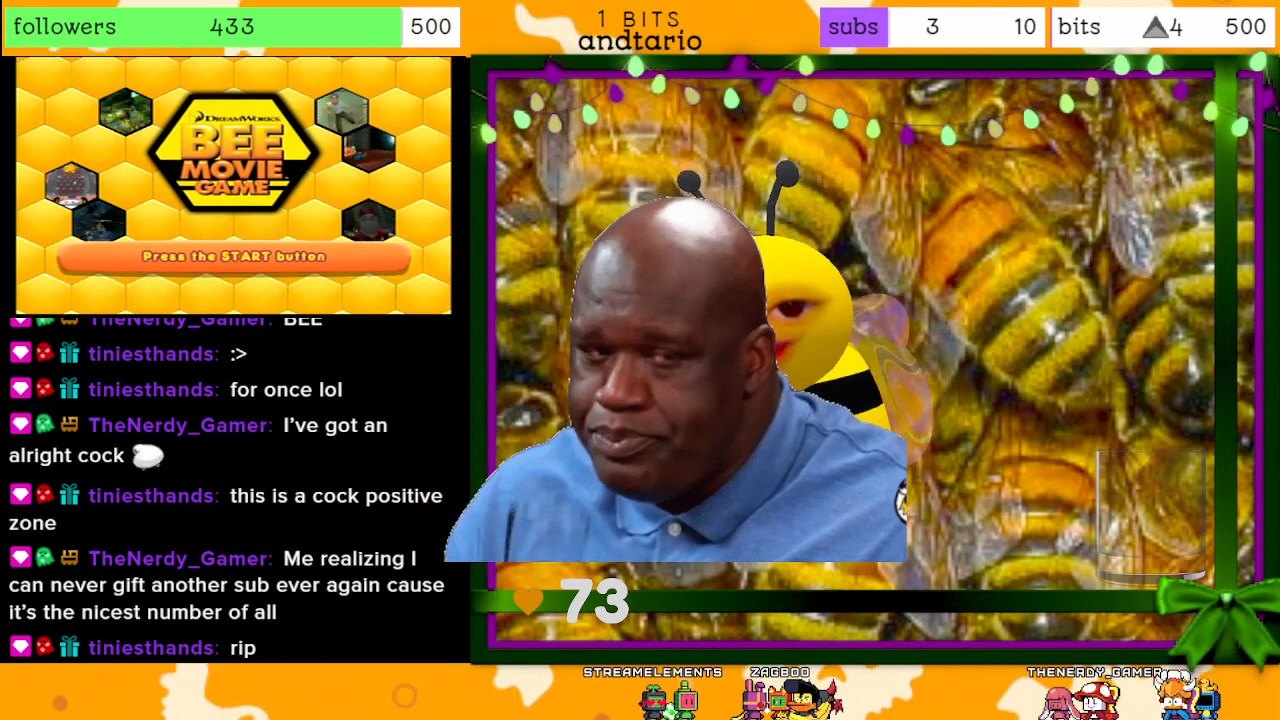 followers 433 500
1 BITS
andtario
subs 3 10
bits 4 500
DREAMWORKS
BEE
MOVIE
GAME
Press the START button
TheNerdy_Gamer: BEE
tiniesthands: :>
tiniesthands: for once lol
TheNerdy_Gamer: I've got an
alright cock
tiniesthands: this is a cock positive
zone
TheNerdy_Gamer: Me realizing I
can never gift another sub ever again cause
it's the nicest number of all
tiniesthands: rip
73
STREAMELEMENTS ZAGBOO THENERDY_GAMER